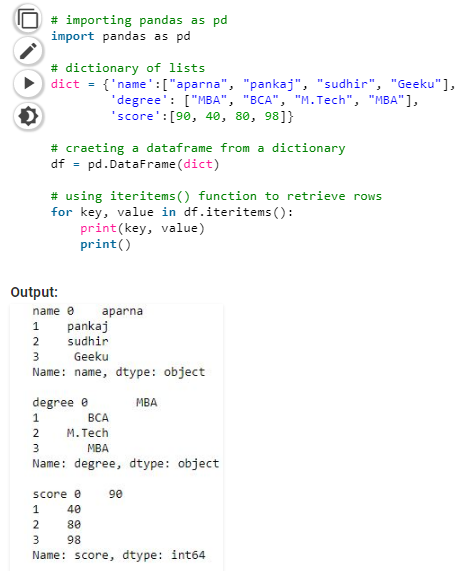 # importing pandas as pd
import pandas as pd
# dictionary of lists
dict = {'name':["aparna", "pankaj", "sudhir", "Geeku"],
'degree': ["MBA", "BCA", "M.Tech", "MBA"],
'score':[90, 40, 80, 98]}
# craeting a dataframe from a dictionary
df = pd.DataFrame(dict)
# using iteritems() function to retrieve rows
for key, value in df.iteritems():
print(key, value)
print()
Output:
name 0 aparna
1 pankaj
2 sudhir
3 Geeku
Name: name, dtype: object
degree 0 MBA
1 BCA
2 M.Tech
3 MBA
Name: degree, dtype: object
score 0 90
1 40
2 80
3 98
Name: score, dtype: int64